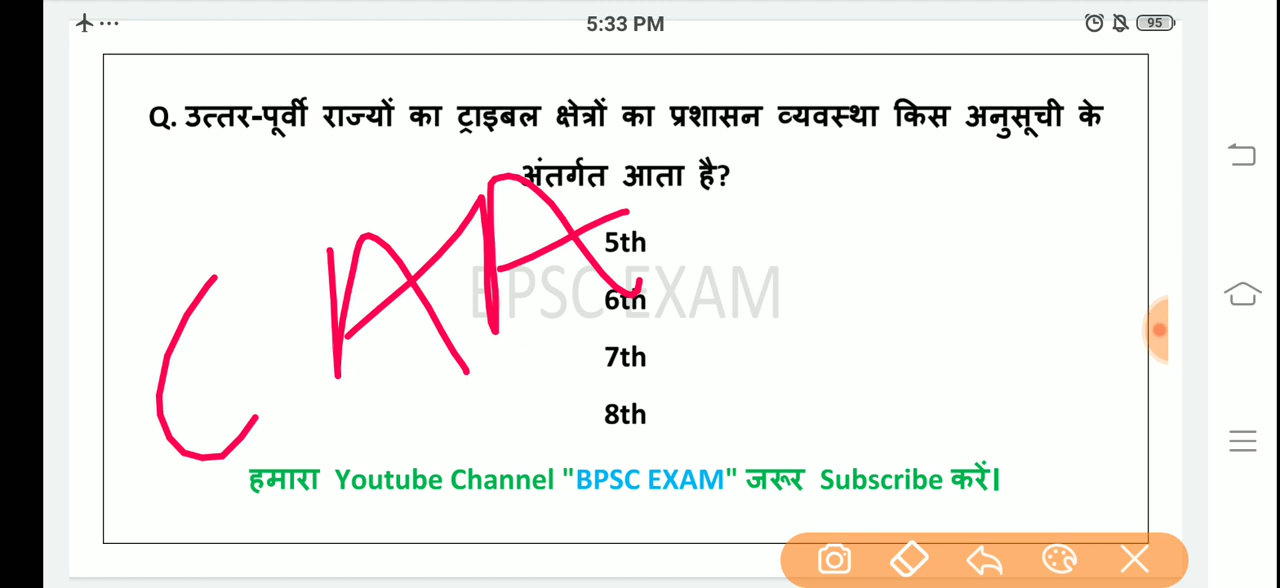 5:33 PM
95
Q. उत्तर-पूर्वी राज्यों का ट्राइबल क्षेत्रों का प्रशासन व्यवस्था किस अनुसूची के
अंतर्गत आता है?
CAA
5th
BPSC EXAM
6th
7th
8th
हमारा Youtube Channel "BPSC EXAM" जरूर Subscribe करें।